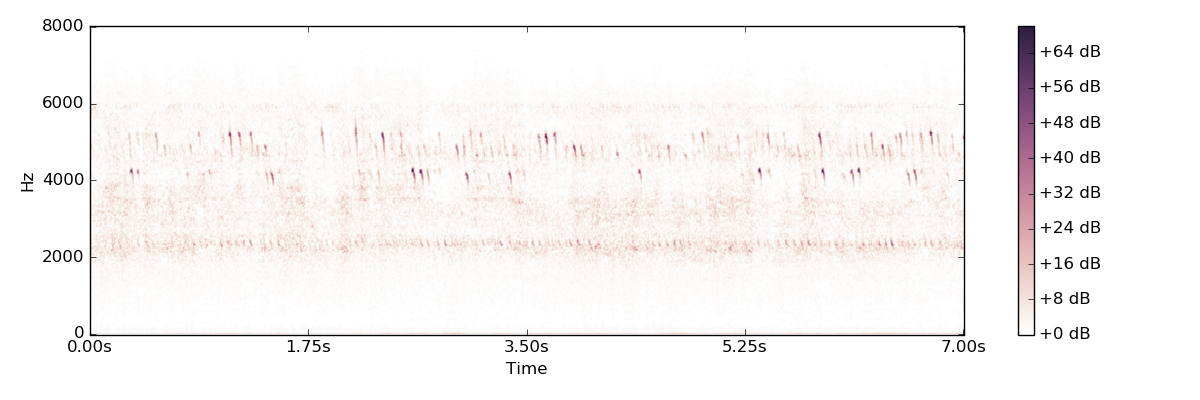 8000
6000
4000
2000
0
Hz
0.00s
1.75s
3.50s
5.25s
7.00s
Time
+64 dB
+56 dB
+48 dB
+40 dB
+32 dB
+24 dB
+16 dB
+8 dB
+0 dB